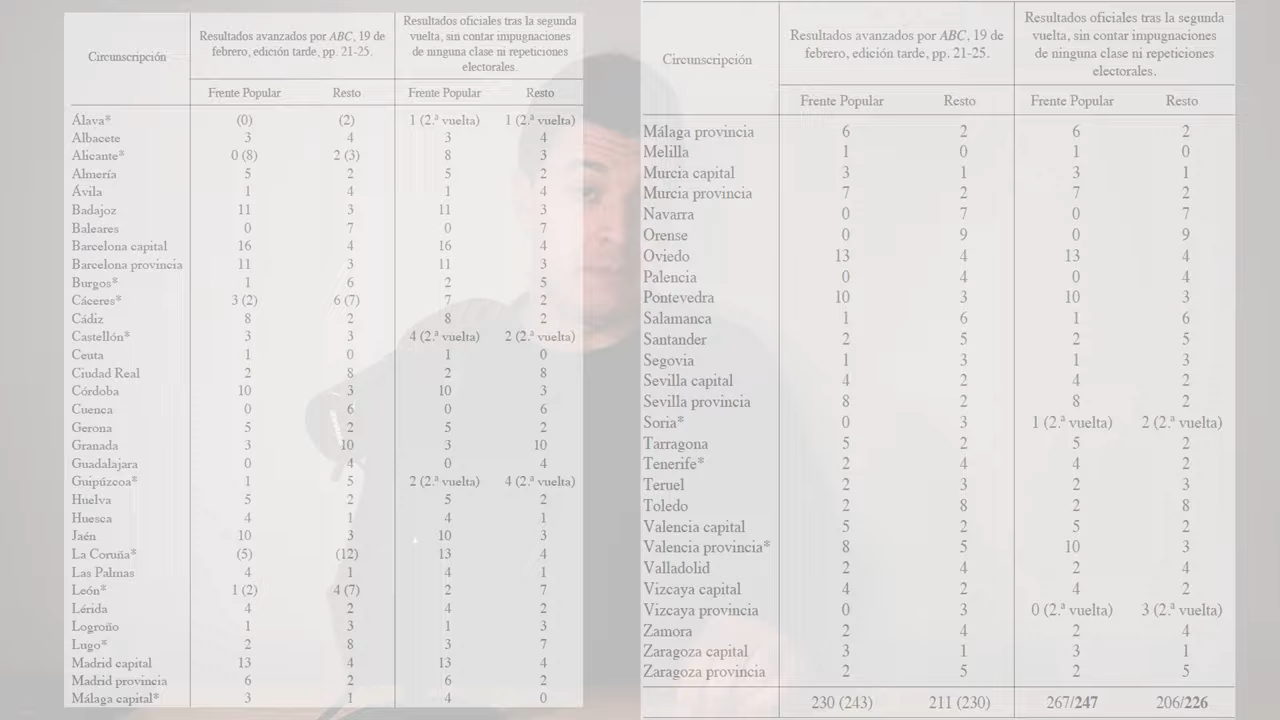 Circunscripción
Resultados avanzados por ABC, 19 de
febrero, edición tarde, pp. 21-25.
Resultados oficiales tras la segunda
vuelta, sin contar impugnaciones
de ninguna clase ni repeticiones
electorales.
Frente Popular Resto Frente Popular Resto
Álava* (0) (2) 1 (2.ª vuelta) 1 (2.ª vuelta)
Albacete 3 4 3 4
Alicante* 0 (8) 2 (3) 8 3
Almería 5 2 5 2
Ávila 1 4 1 4
Badajoz 11 3 11 3
Baleares 0 7 0 7
Barcelona capital 16 4 16 4
Barcelona provincia 11 3 11 3
Burgos* 1 6 2 5
Cáceres* 3 (2) 6 (7) 7 2
Cádiz 8 2 8 2
Castellón* 3 3 4 (2.ª vuelta) 2 (2.ª vuelta)
Ceuta 1 0 1 0
Ciudad Real 2 8 2 8
Córdoba 10 3 10 3
Cuenca 0 6 0 6
Gerona 5 2 5 2
Granada 3 10 3 10
Guadalajara 0 4 0 4
Guipúzcoa* 1 5 2 (2.ª vuelta) 4 (2.ª vuelta)
Huelva 5 2 5 2
Huesca 4 1 4 1
Jaén 10 3 10 3
La Coruña* (5) (12) 13 4
Las Palmas 4 1 4 1
León* 1 (2) 4 (7) 2 7
Lérida 4 2 4 2
Logroño 1 3 1 3
Lugo* 2 8 3 7
Madrid capital 13 4 13 4
Madrid provincia 6 2 6 2
Málaga capital* 3 1 4 0
Circunscripción
Resultados avanzados por ABC, 19 de
febrero, edición tarde, pp. 21-25.
Resultados oficiales tras la segunda
vuelta, sin contar impugnaciones
de ninguna clase ni repeticiones
electorales.
Frente Popular Resto Frente Popular Resto
Málaga provincia 6 2 6 2
Melilla 1 0 1 0
Murcia capital 3 1 3 1
Murcia provincia 7 2 7 2
Navarra 0 7 0 7
Orense 0 9 0 9
Oviedo 13 4 13 4
Palencia 0 4 0 4
Pontevedra 10 3 10 3
Salamanca 1 6 1 6
Santander 2 5 2 5
Segovia 1 3 1 3
Sevilla capital 4 2 4 2
Sevilla provincia 8 2 8 2
Soria* 0 3 1 (2.ª vuelta) 2 (2.ª vuelta)
Tarragona 5 2 5 2
Tenerife* 2 4 4 2
Teruel 2 3 2 3
Toledo 2 8 2 8
Valencia capital 5 2 5 2
Valencia provincia* 8 5 10 3
Valladolid 2 4 2 4
Vizcaya capital 4 2 4 2
Vizcaya provincia 0 3 0 (2.ª vuelta) 3 (2.ª vuelta)
Zamora 2 4 2 4
Zaragoza capital 3 1 3 1
Zaragoza provincia 2 5 2 5
230 (243) 211 (230) 267/247 206/226